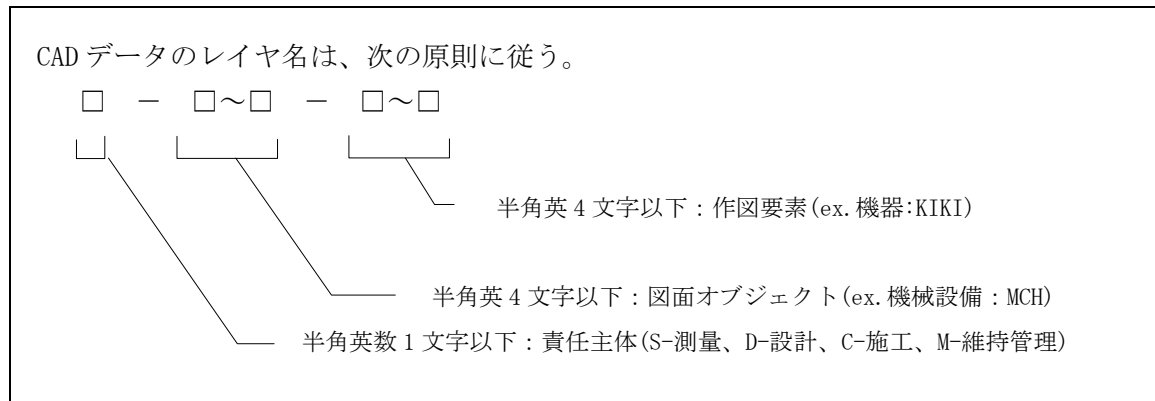 CADデータのレイヤ名は、次の原則に従う。
□ － □～□ － □～□
半角英4文字以下：作図要素(ex.機器:KIKI)
半角英4文字以下：図面オブジェクト(ex.機械設備：MCH)
半角英数1文字以下：責任主体(S-測量、D-設計、C-施工、M-維持管理)